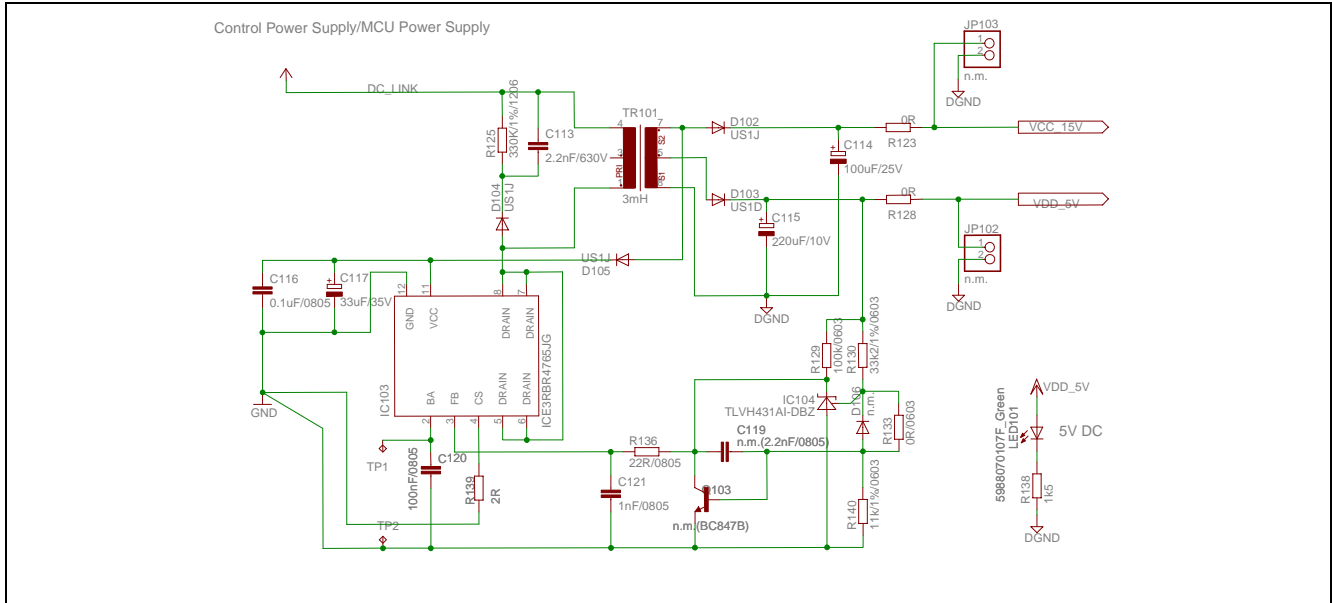 Control Power Supply/MCU Power Supply
JP103
1
2
n.m.
DGND
DC_LINK
R125
330K/1%/1206
C113
2.2nF/630V
TR101
4
7
PRI
S2
S1
3mH
D102
US1J
C114
100uF/25V
0R
R123
VCC_15V
D104
US1J
D103
US1D
C115
220uF/10V
0R
R128
VDD_5V
JP102
1
2
n.m.
DGND
US1J
D105
DGND
C116
0.1uF/0805
C117
33uF/35V
12
11
8
7
GND
VCC
DRAIN
DRAIN
IC103
ICE3RBR4765JG
BA
FB
CS
DRAIN
DRAIN
2
3
4
5
6
GND
R129
100k/0603
R130
33k2/1%/0603
IC104
TLVH431AI-DBZ
D106
n.m.
R133
0R/0603
VDD_5V
5988070107F_Green
LED101
5V DC
R138
1k5
DGND
TP1
C120
100nF/0805
R139
2R
R136
22R/0805
C119
n.m.(2.2nF/0805)
C121
1nF/0805
Q103
n.m.(BC847B)
R140
11k/1%/0603
TP2